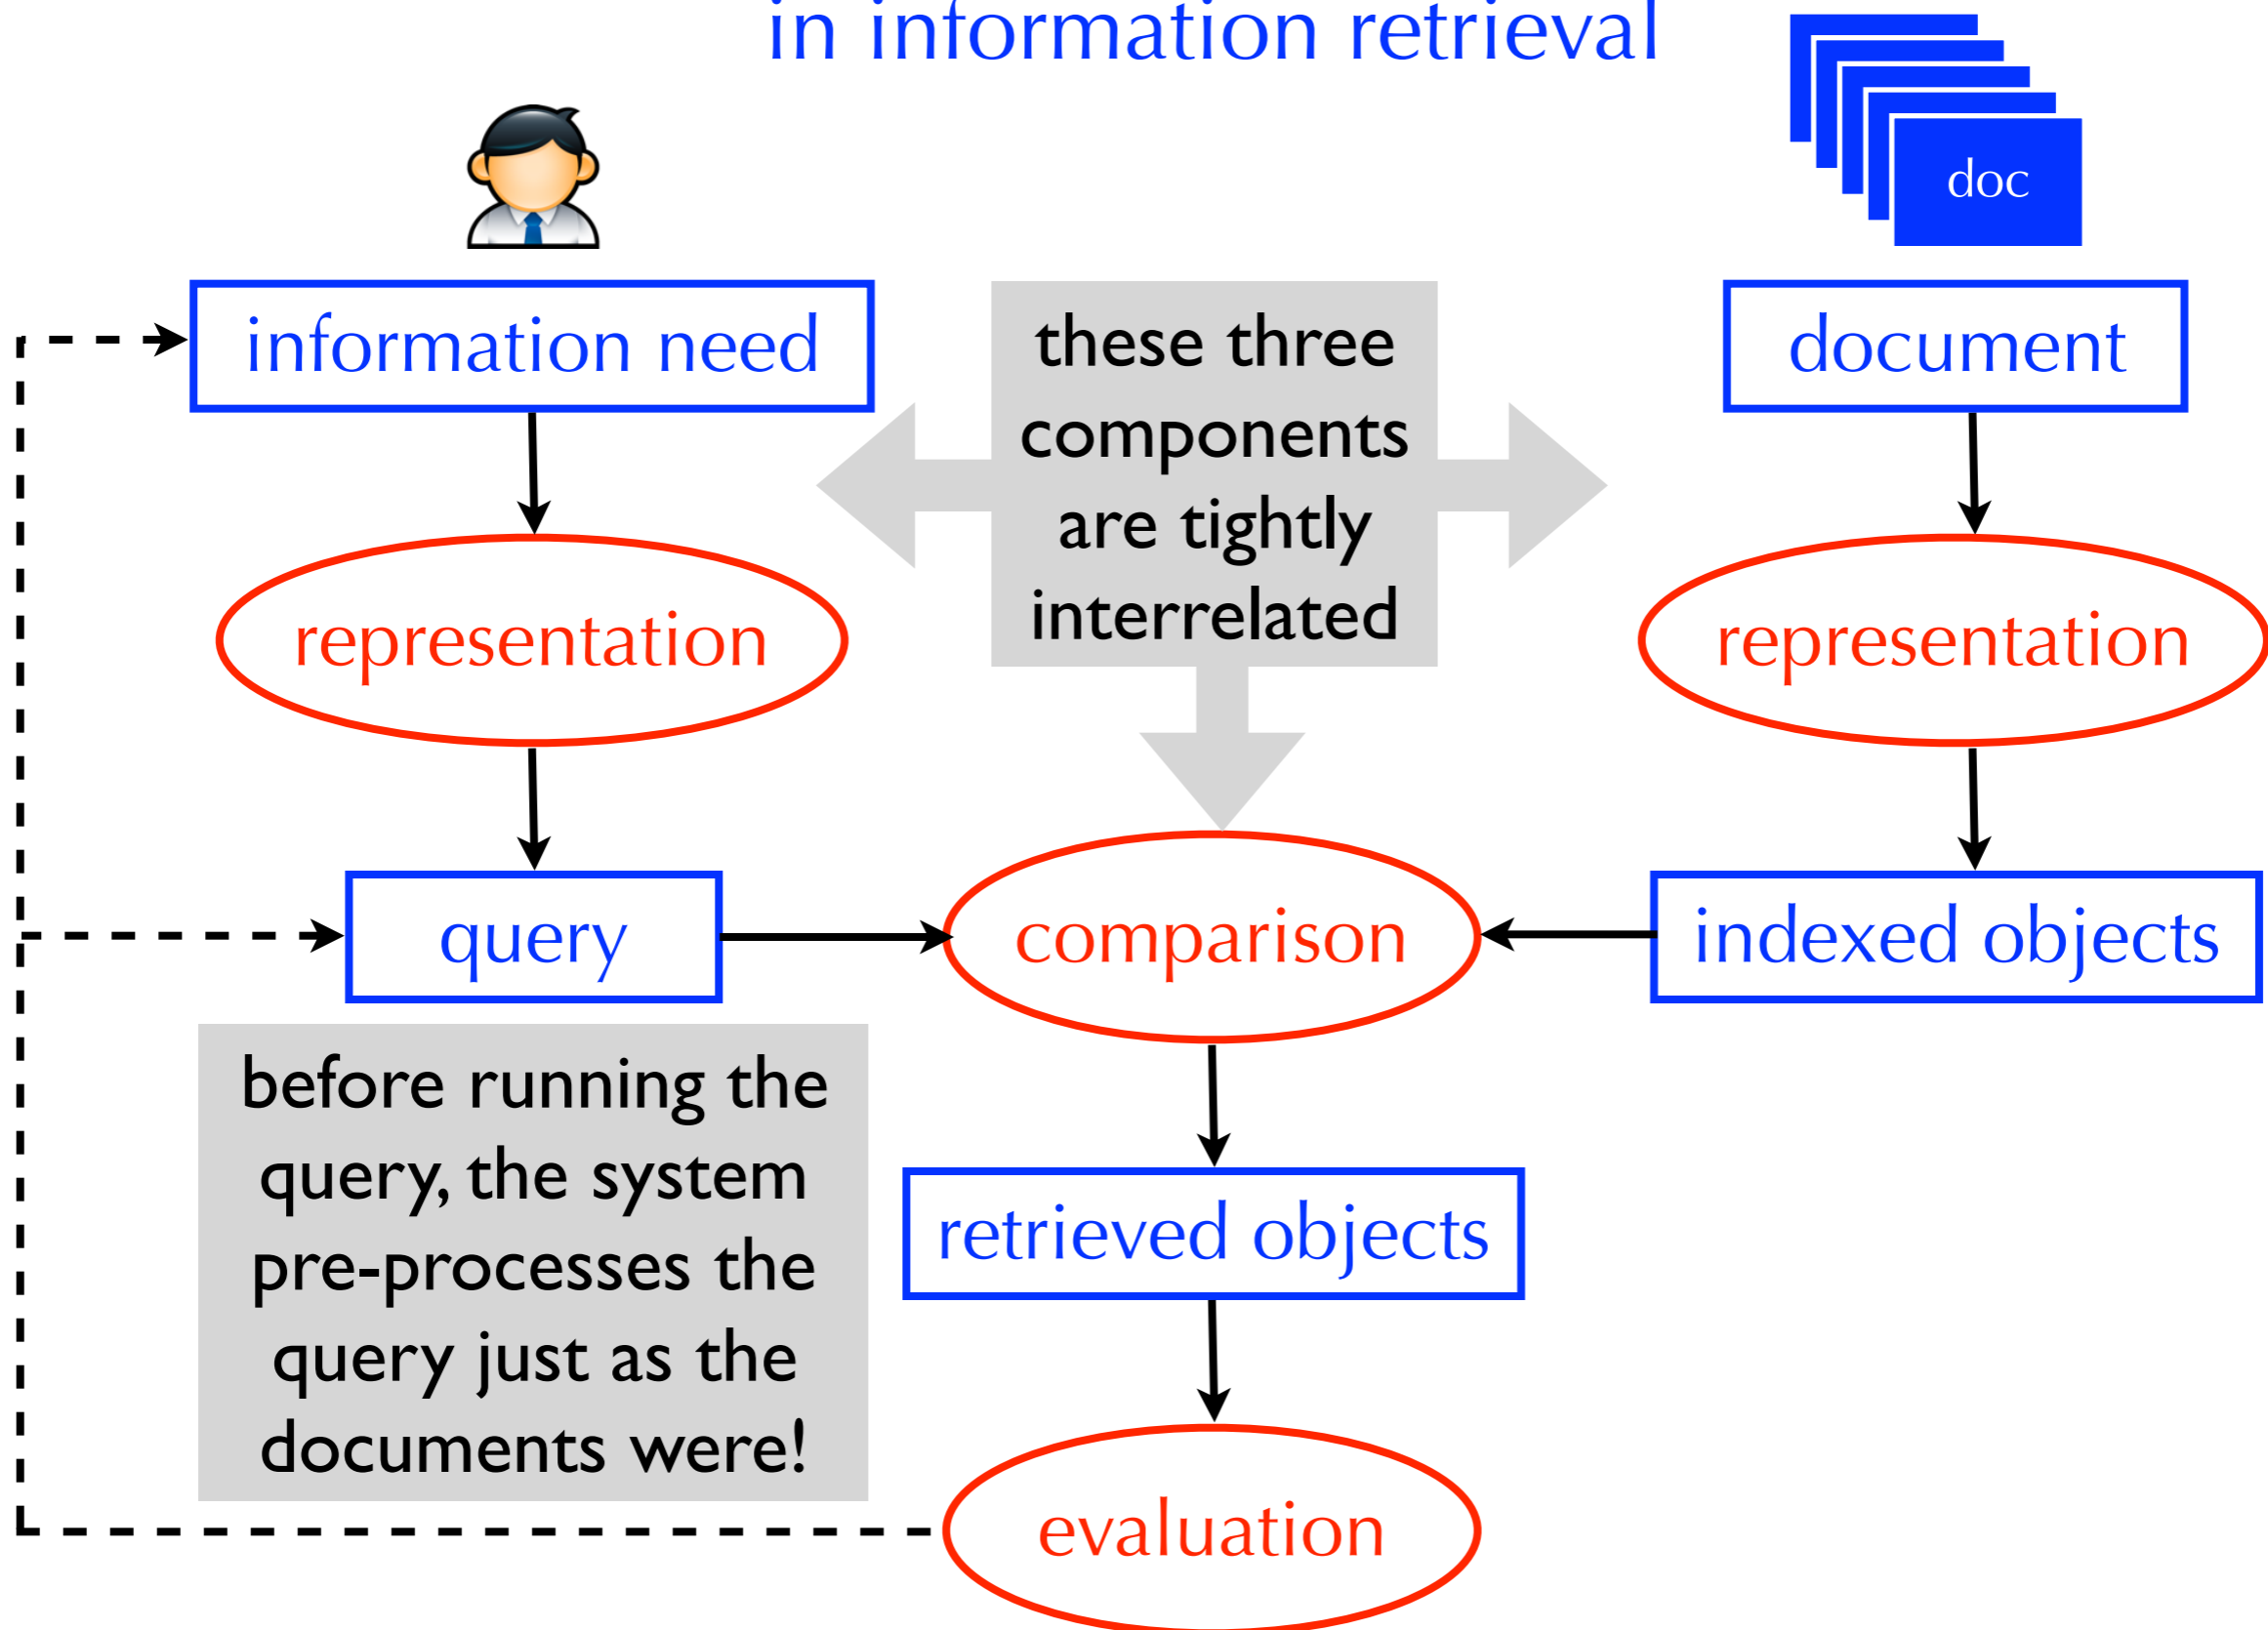 in information retrieval
doc
information need
these three
components
are tightly
interrelated
document
representation
representation
query
comparison
indexed objects
before running the
query, the system
pre-processes the
query just as the
documents were!
retrieved objects
evaluation